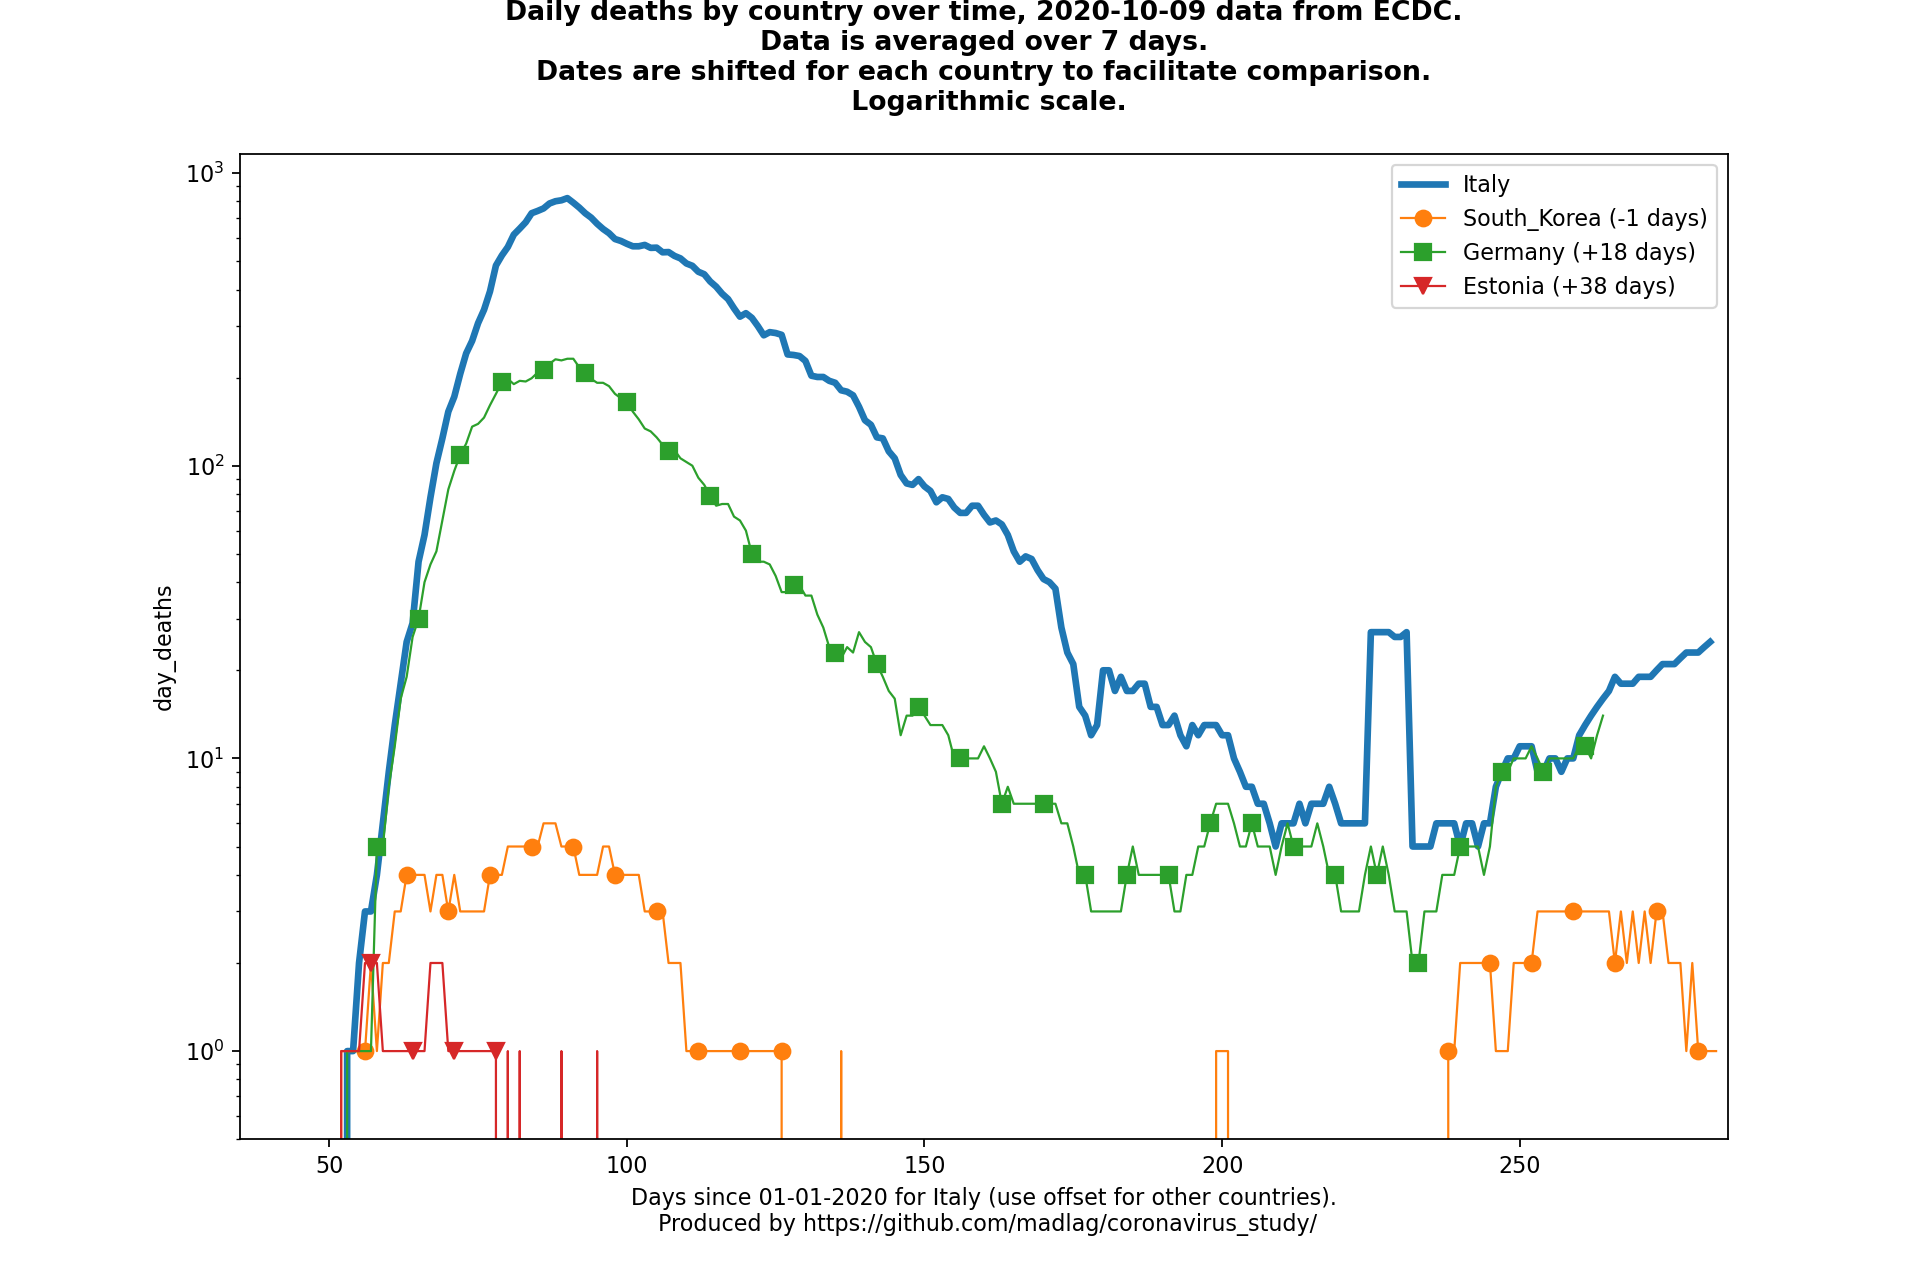 Daily deaths by country over time, 2020-10-09 data from ECDC.
Data is averaged over 7 days.
Dates are shifted for each country to facilitate comparison.
Logarithmic scale.
10³
10²
10¹
10⁰
day_deaths
Italy
South_Korea (-1 days)
Germany (+18 days)
Estonia (+38 days)
50 100 150 200 250
Days since 01-01-2020 for Italy (use offset for other countries).
Produced by https://github.com/madlag/coronavirus_study/